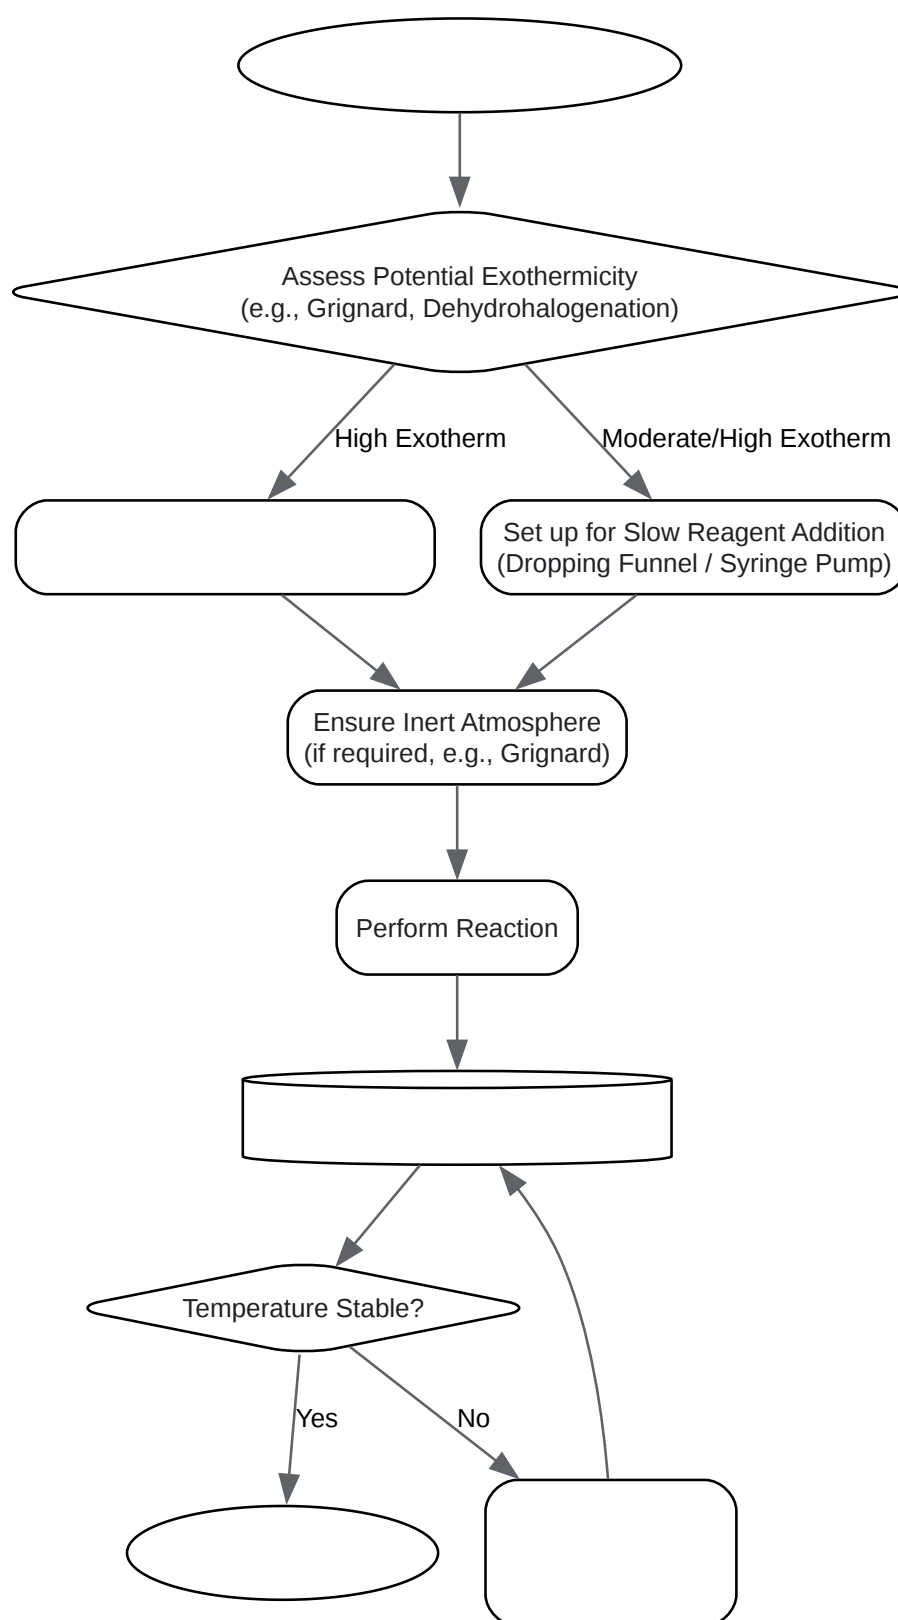 Assess Potential Exothermicity
(e.g., Grignard, Dehydrohalogenation)
High Exotherm
Moderate/High Exotherm
Set up for Slow Reagent Addition
(Dropping Funnel / Syringe Pump)
Ensure Inert Atmosphere
(if required, e.g., Grignard)
Perform Reaction
Temperature Stable?
Yes
No